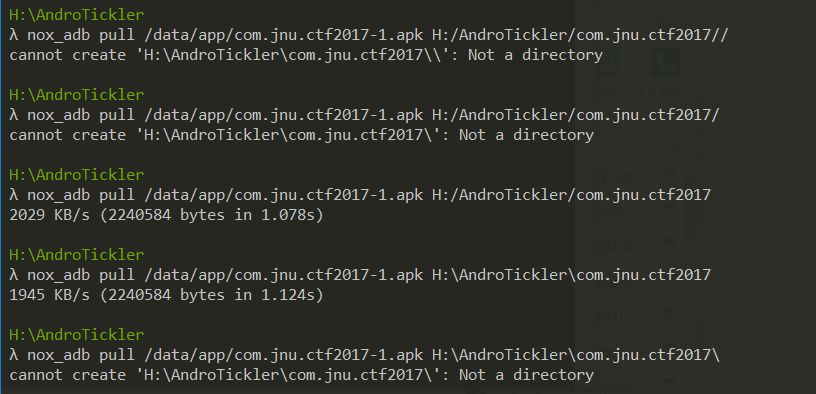 H:\AndroTickler
λ nox_adb pull /data/app/com.jnu.ctf2017-1.apk H:/AndroTickler/com.jnu.ctf2017//
cannot create 'H:\AndroTickler\com.jnu.ctf2017\\': Not a directory
H:\AndroTickler
λ nox_adb pull /data/app/com.jnu.ctf2017-1.apk H:/AndroTickler/com.jnu.ctf2017/
cannot create 'H:\AndroTickler\com.jnu.ctf2017\': Not a directory
H:\AndroTickler
λ nox_adb pull /data/app/com.jnu.ctf2017-1.apk H:/AndroTickler/com.jnu.ctf2017
2029 KB/s (2240584 bytes in 1.078s)
H:\AndroTickler
λ nox_adb pull /data/app/com.jnu.ctf2017-1.apk H:\AndroTickler\com.jnu.ctf2017
1945 KB/s (2240584 bytes in 1.124s)
H:\AndroTickler
λ nox_adb pull /data/app/com.jnu.ctf2017-1.apk H:\AndroTickler\com.jnu.ctf2017\
cannot create 'H:\AndroTickler\com.jnu.ctf2017\': Not a directory